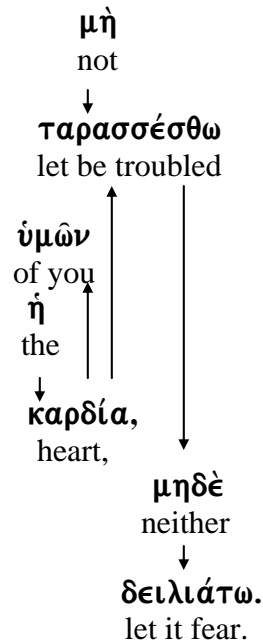 μὴ
not
ταρασσέσθω
let be troubled
ὑμῶν
of you
ἡ
the
καρδία,
heart,
μηδὲ
neither
δειλιάτω.
let it fear.